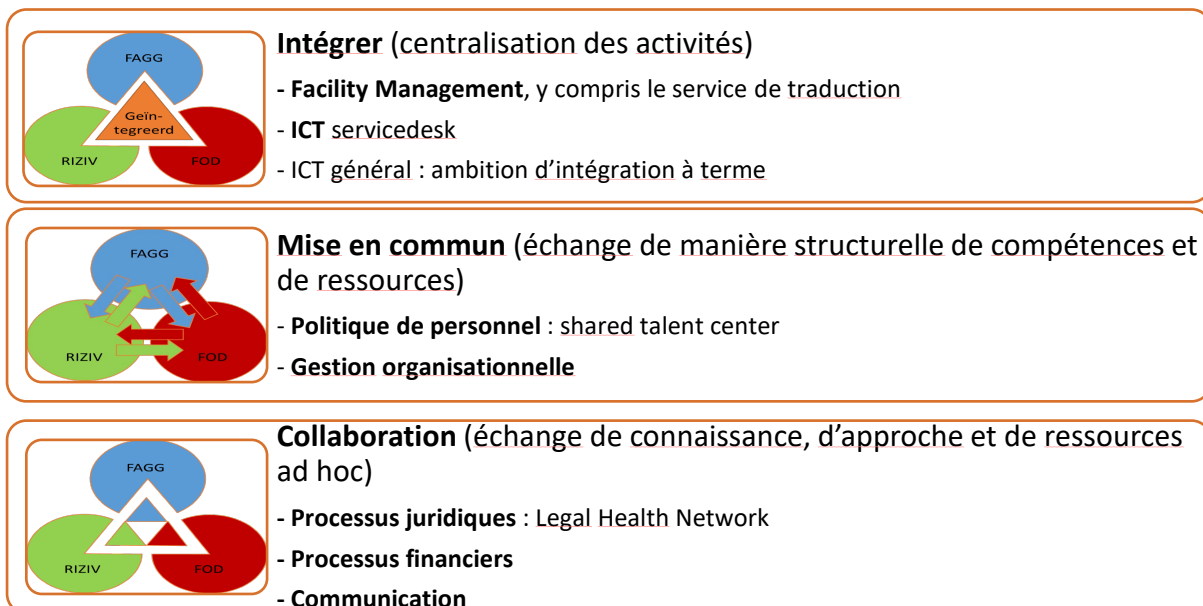 FAGG
Geïn-
tegreerd
RIZIV
FOD
Intégrer (centralisation des activités)
- Facility Management, y compris le service de traduction
- ICT servicedesk
- ICT général : ambition d’intégration à terme
FAGG
RIZIV
FOD
Mise en commun (échange de manière structurelle de compétences et
de ressources)
- Politique de personnel : shared talent center
- Gestion organisationnelle
FAGG
RIZIV
FOD
Collaboration (échange de connaissance, d’approche et de ressources
ad hoc)
- Processus juridiques : Legal Health Network
- Processus financiers
- Communication